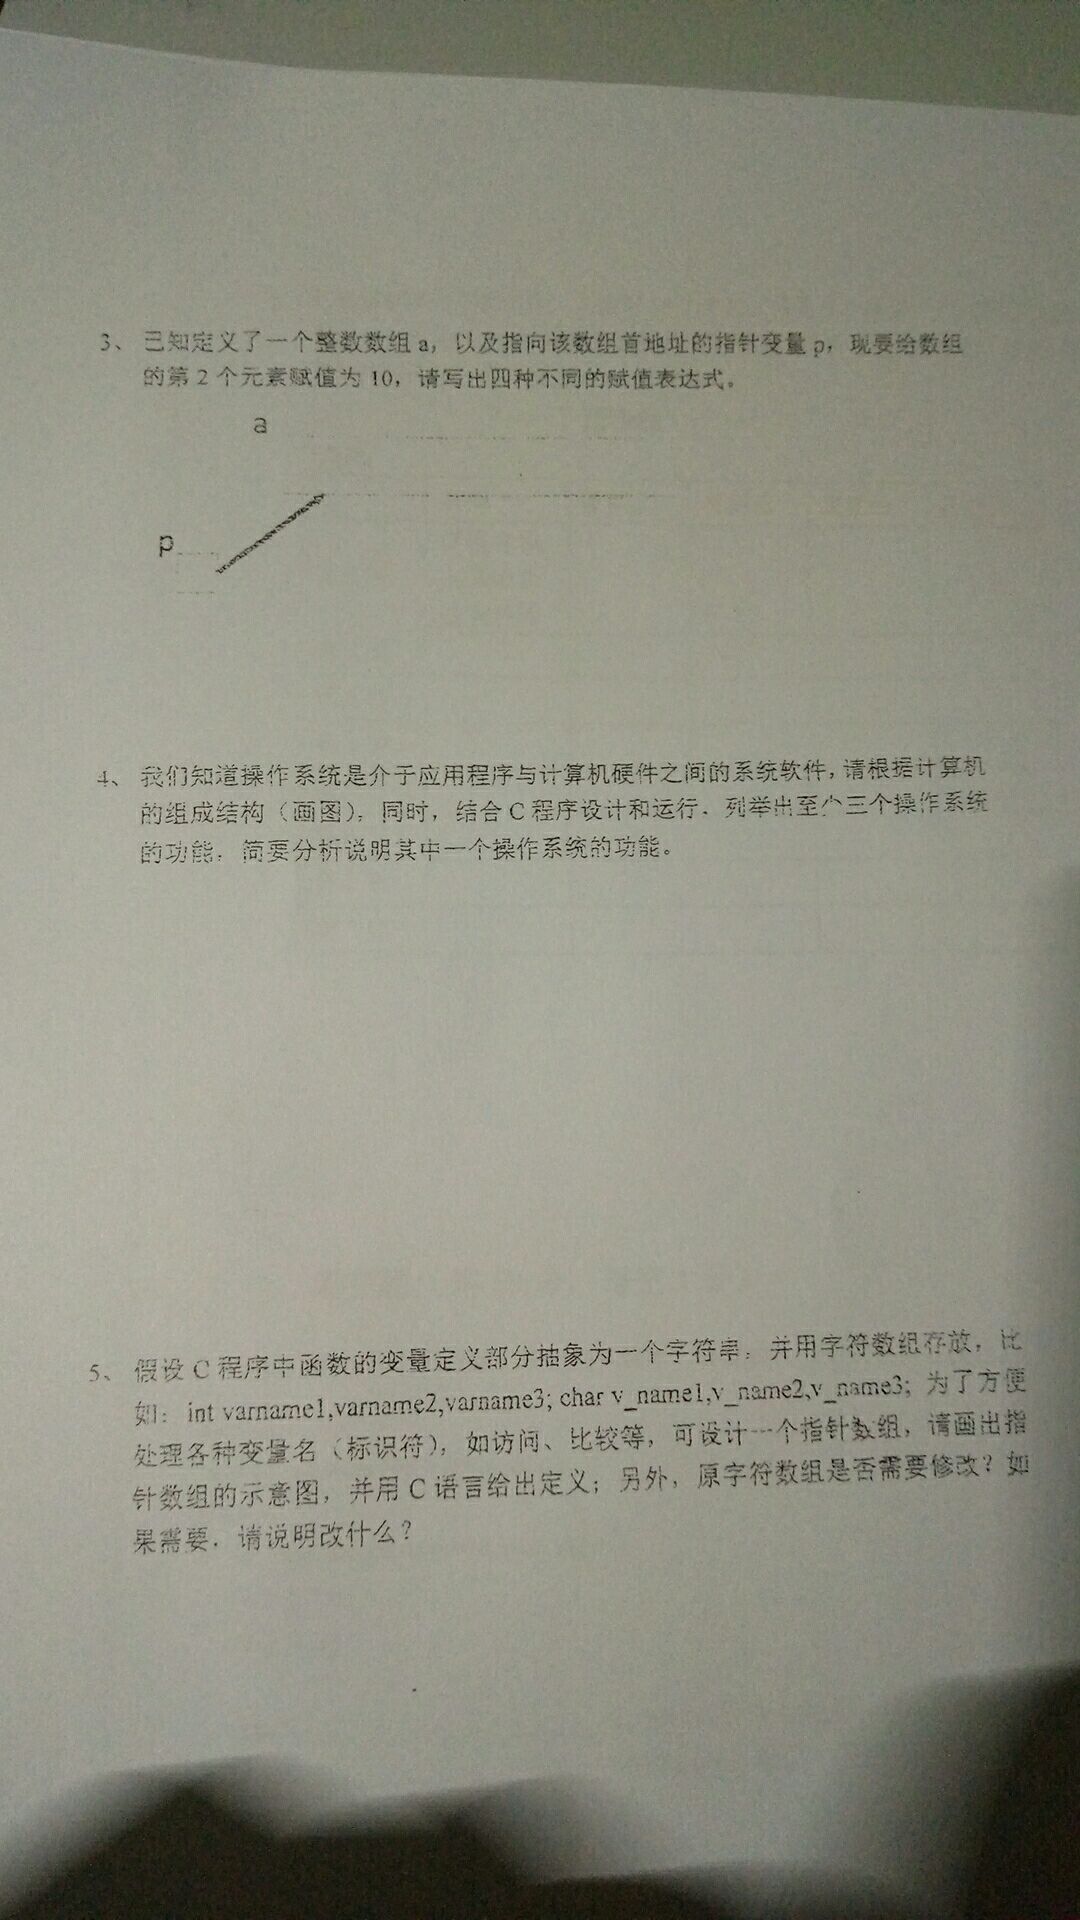 3、已知定义了一个整数数组 a，以及指向该数组首地址的指针变量 p，现要给数组
的第 2 个元素赋值为 10，请写出四种不同的赋值表达式。
a
p
4、我们知道操作系统是介于应用程序与计算机硬件之间的系统软件，请根据计算机
的组成结构（画图），同时，结合 C 程序设计和运行，列举出至少三个操作系统
的功能，简要分析说明其中一个操作系统的功能。
5、假设 C 程序中函数的变量定义部分抽象为一个字符串，并用字符数组存放，比
如： int varname1,varname2,varname3; char v_name1,v_name2,v_name3; 为了方便
处理各种变量名（标识符），如访问、比较等，可设计一个指针数组，请画出指
针数组的示意图，并用 C 语言给出定义；另外，原字符数组是否需要修改？如
果需要，请说明改什么？